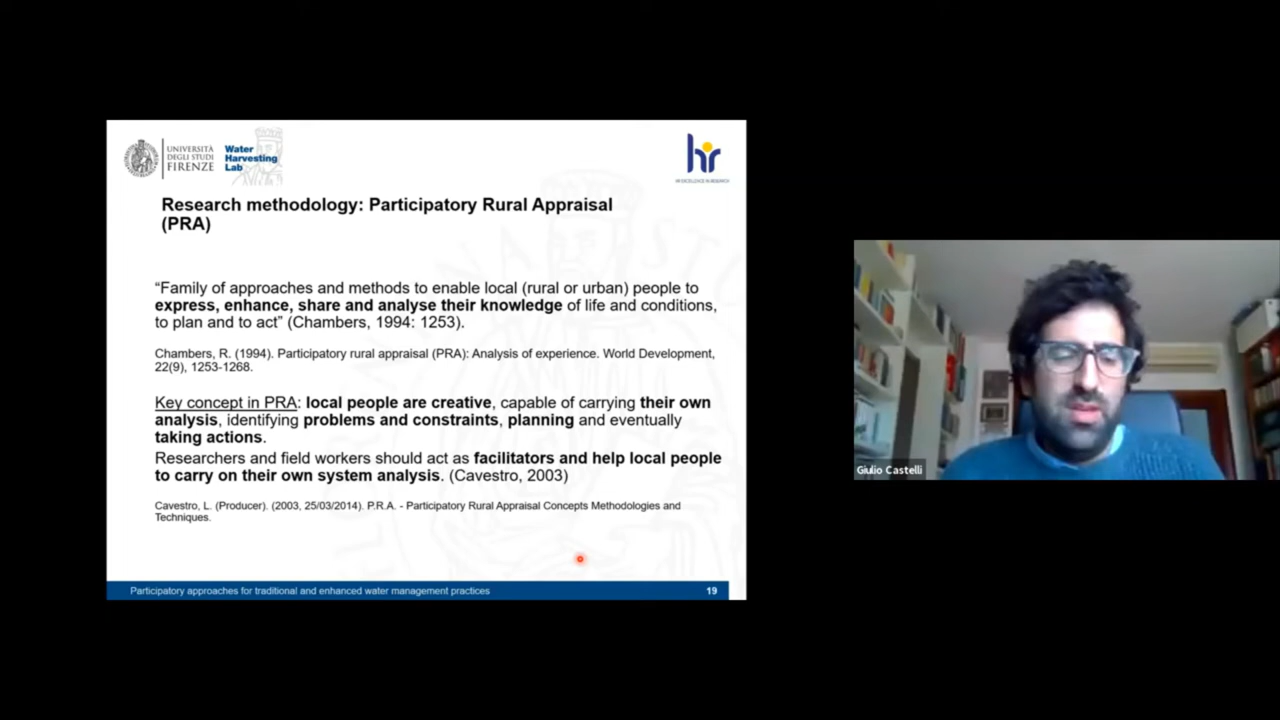 UNIVERSITÀ
DEGLI STUDI
FIRENZE
Water
Harvesting
Lab
hr
HR EXCELLENCE IN RESEARCH
Research methodology: Participatory Rural Appraisal
(PRA)
“Family of approaches and methods to enable local (rural or urban) people to
express, enhance, share and analyse their knowledge of life and conditions,
to plan and to act” (Chambers, 1994: 1253).
Chambers, R. (1994). Participatory rural appraisal (PRA): Analysis of experience. World Development,
22(9), 1253-1268.
Key concept in PRA: local people are creative, capable of carrying their own
analysis, identifying problems and constraints, planning and eventually
taking actions.
Researchers and field workers should act as facilitators and help local people
to carry on their own system analysis. (Cavestro, 2003)
Cavestro, L. (Producer). (2003, 25/03/2014). P.R.A. - Participatory Rural Appraisal Concepts Methodologies and
Techniques.
Participatory approaches for traditional and enhanced water management practices
19
Giulio Castelli